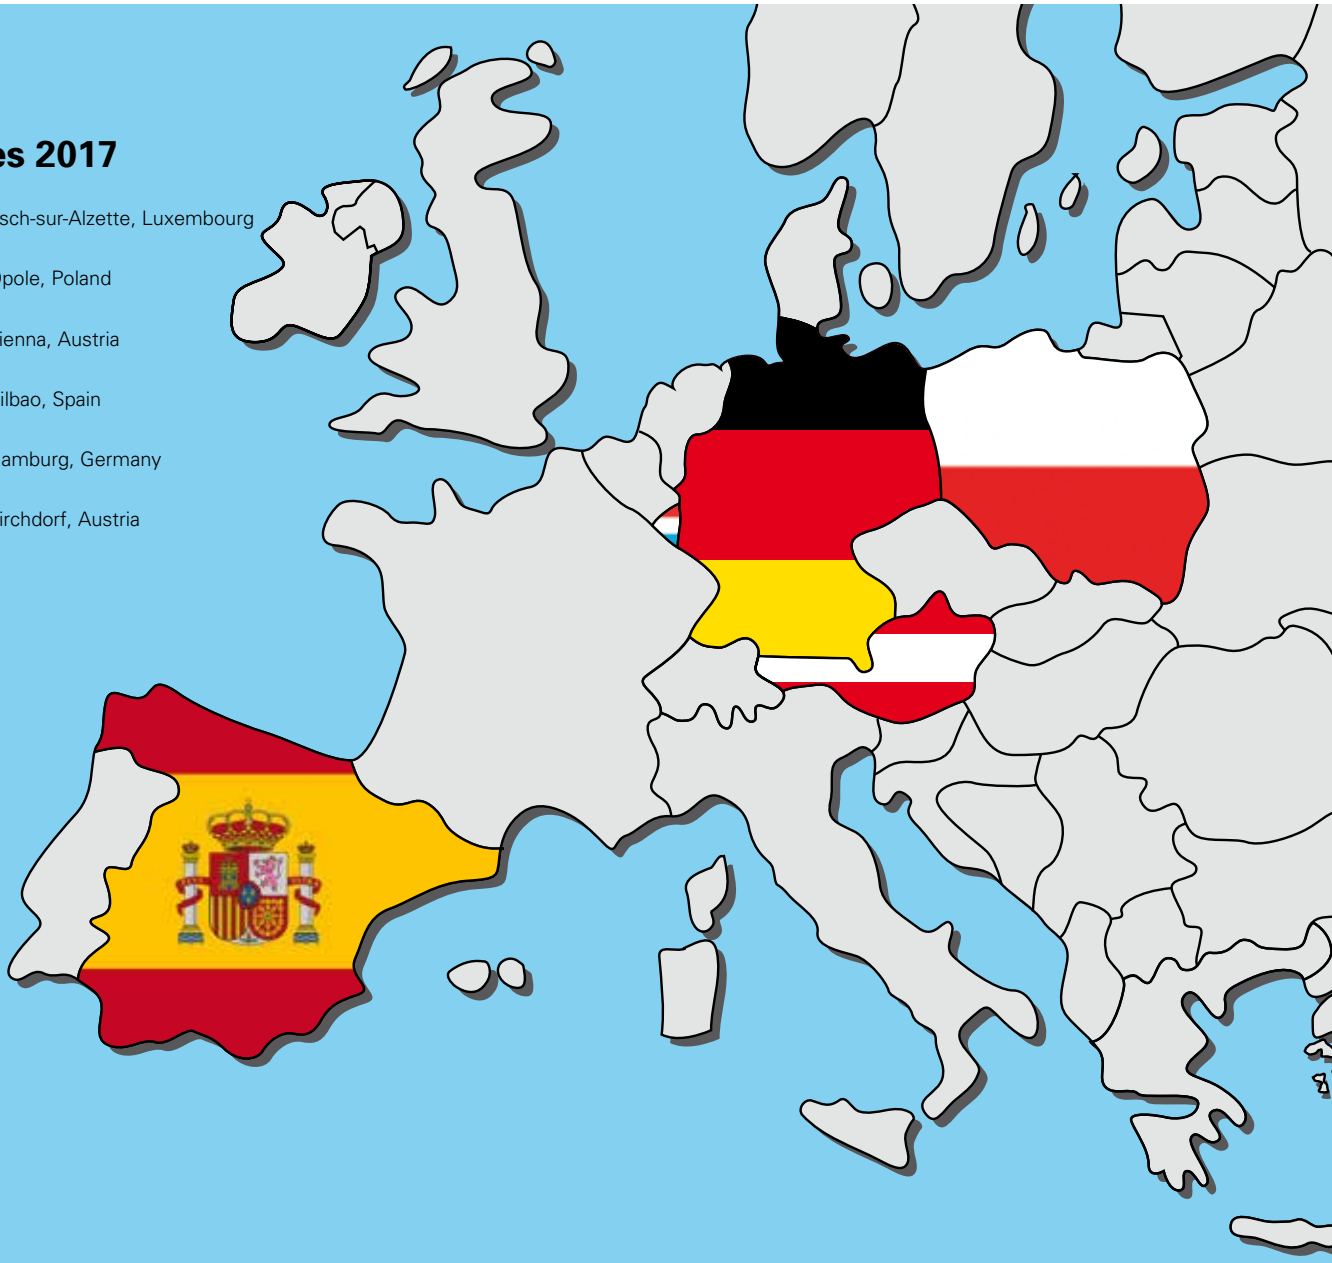 es 2017
sch-sur-Alzette, Luxembourg
pole, Poland
ienna, Austria
ilbao, Spain
amburg, Germany
irchdorf, Austria